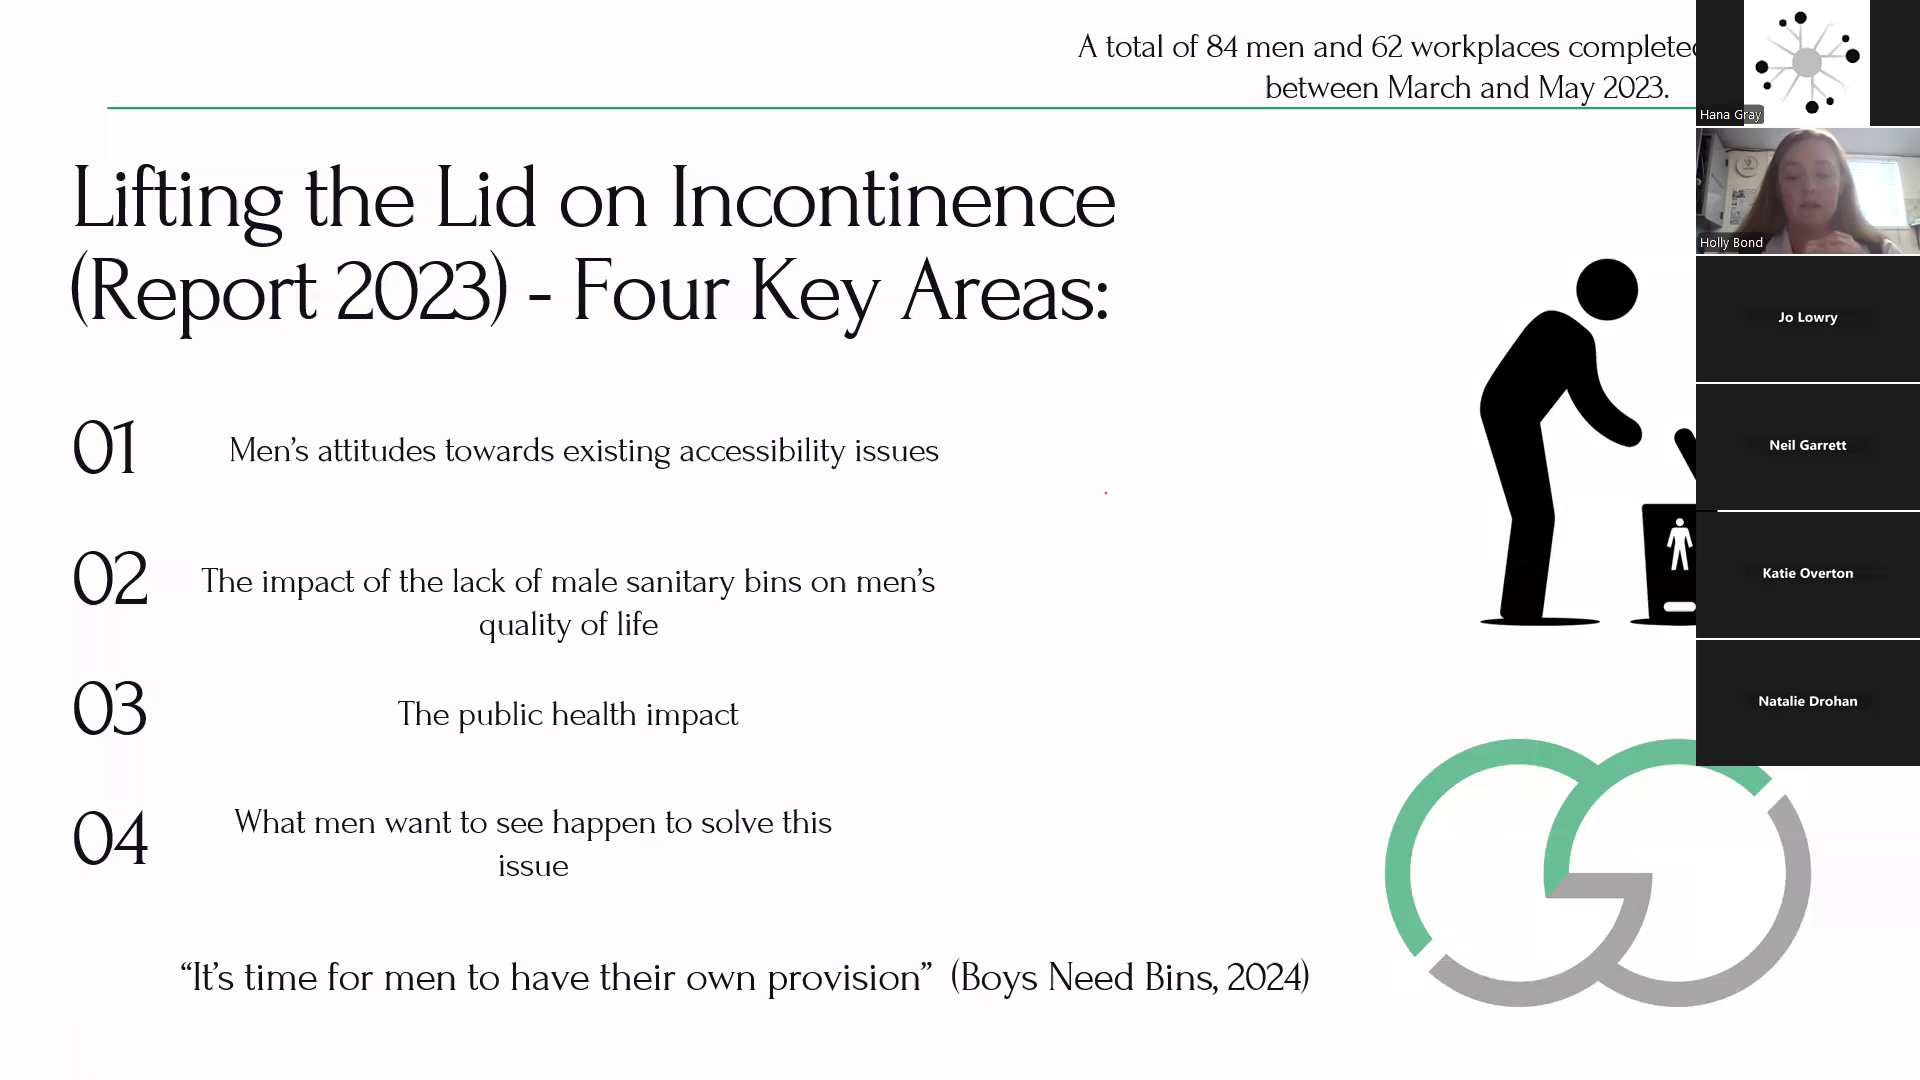 A total of 84 men and 62 workplaces complete
between March and May 2023.
Lifting the Lid on Incontinence
(Report 2023) - Four Key Areas:
01
Men’s attitudes towards existing accessibility issues
02
The impact of the lack of male sanitary bins on men’s
quality of life
03
The public health impact
04
What men want to see happen to solve this
issue
“It’s time for men to have their own provision” (Boys Need Bins, 2024)
Hana Gray
Holly Bond
Jo Lowry
Neil Garrett
Katie Overton
Natalie Drohan